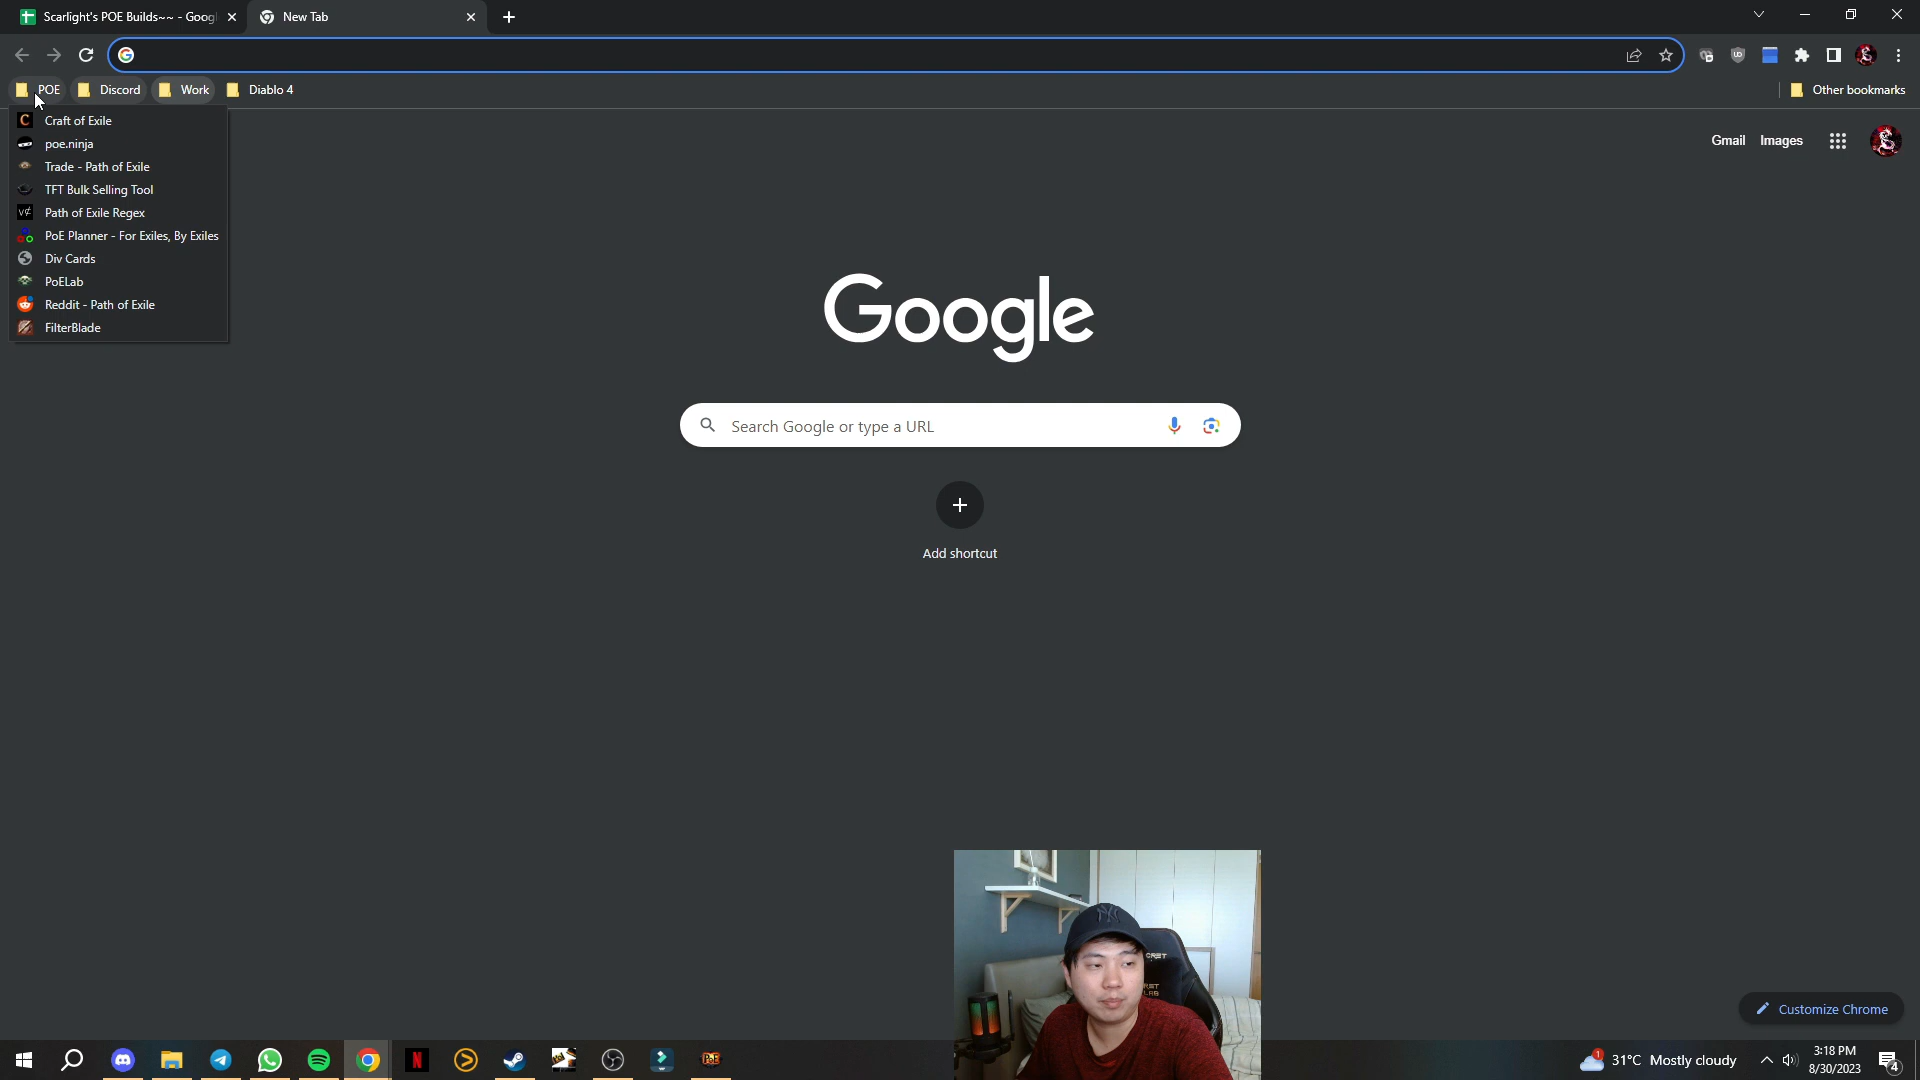 Scarlight's POE Builds~~ - Goog
New Tab
POE
Discord
Work
Diablo 4
Other bookmarks
Craft of Exile
poe.ninja
Trade - Path of Exile
TFT Bulk Selling Tool
Path of Exile Regex
PoE Planner - For Exiles, By Exiles
Div Cards
PoELab
Reddit - Path of Exile
FilterBlade
Gmail
Images
Google
Search Google or type a URL
Add shortcut
Customize Chrome
31°C Mostly cloudy
3:18 PM
8/30/2023